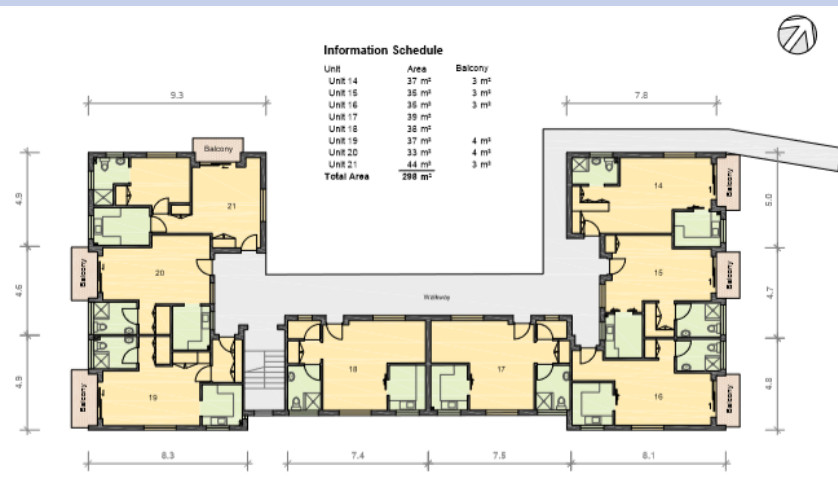 Information Schedule
Unit Area Balcony
Unit 14 37 m² 3 m²
Unit 15 35 m² 3 m²
Unit 16 35 m² 3 m²
Unit 17 39 m²
Unit 18 38 m²
Unit 19 37 m² 4 m²
Unit 20 33 m² 4 m²
Unit 21 44 m² 3 m²
Total Area 298 m²
9.3
7.8
Balcony
4.9
21
14
Balcony
5.0
Balcony
20
15
Balcony
4.6
4.7
Walkway
Balcony
19
18
17
16
Balcony
4.9
4.8
8.3
7.4
7.5
8.1